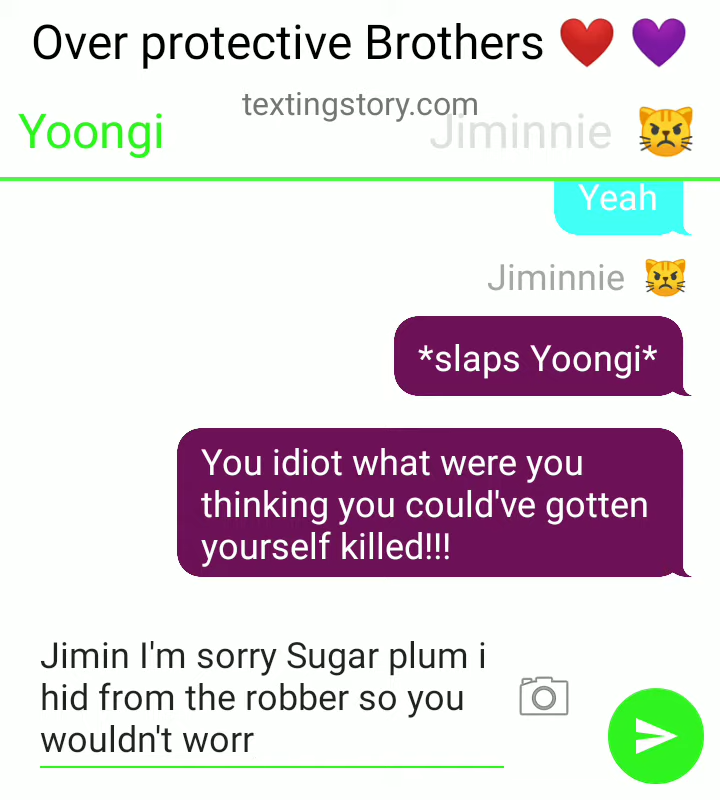 Over protective Brothers ❤️ 💜
textingstory.com
Yoongi
Jiminnie 😾
Yeah
Jiminnie 😾
*slaps Yoongi*
You idiot what were you
thinking you could've gotten
yourself killed!!!
Jimin I'm sorry Sugar plum i
hid from the robber so you
wouldn't worr